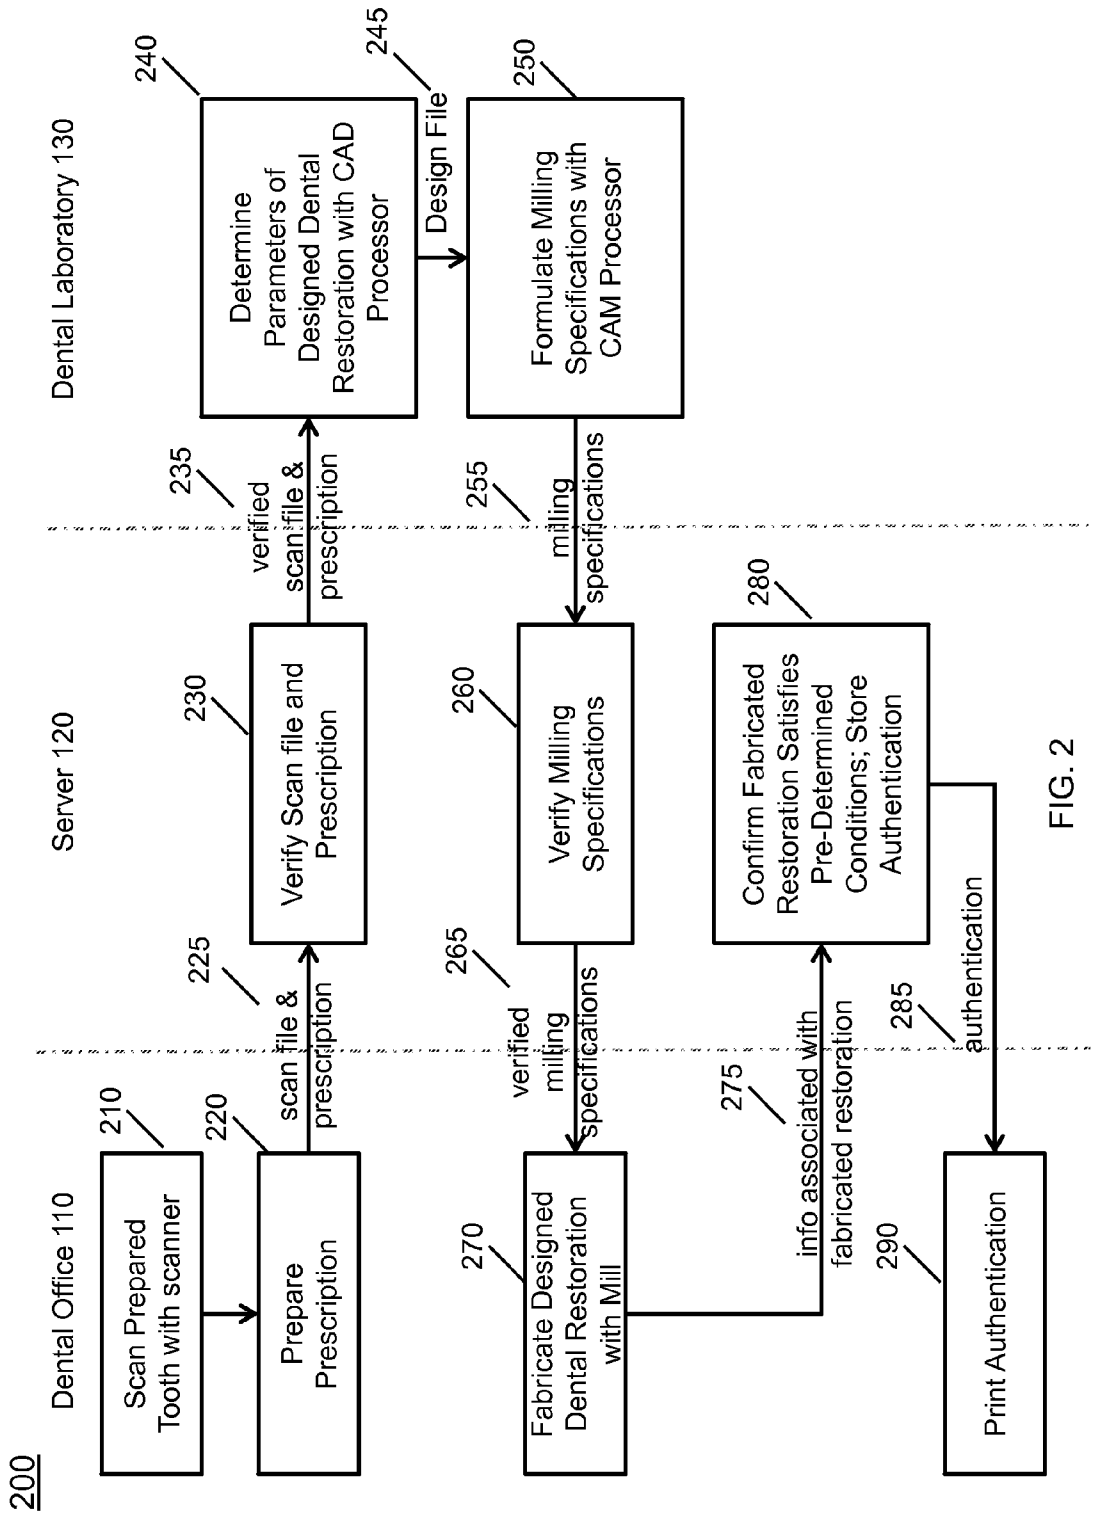 200
Dental Office 110
Server 120
Dental Laboratory 130
210
Scan Prepared
Tooth with scanner
220
Prepare
Prescription
225
scan file &
prescription
230
Verify Scan file and
Prescription
235
verified
scanfile &
prescription
240
Determine
Parameters of
Designed Dental
Restoration with CAD
Processor
245
Design File
250
Formulate Milling
Specifications with
CAM Processor
255
milling
specifications
260
Verify Milling
Specifications
265
verified
milling
specifications
270
Fabricate Designed
Dental Restoration
with Mill
275
info associated with
fabricated restoration
280
Confirm Fabricated
Restoration Satisfies
Pre-Determined
Conditions; Store
Authentication
285
authentication
290
Print Authentication
FIG. 2